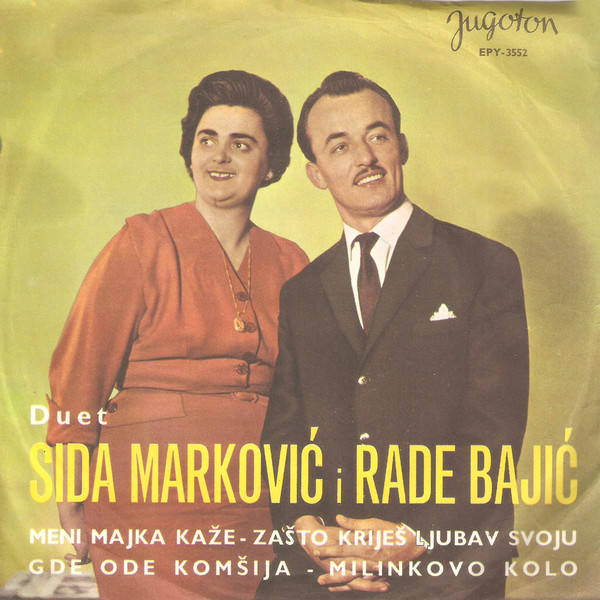 Jugoton
EPY-3552
Duet
SIDA MARKOVIĆ i RADE BAJIĆ
MENI MAJKA KAŽE - ZAŠTO KRIJEŠ LJUBAV SVOJU
GDE ODE KOMŠIJA - MILINKOVO KOLO